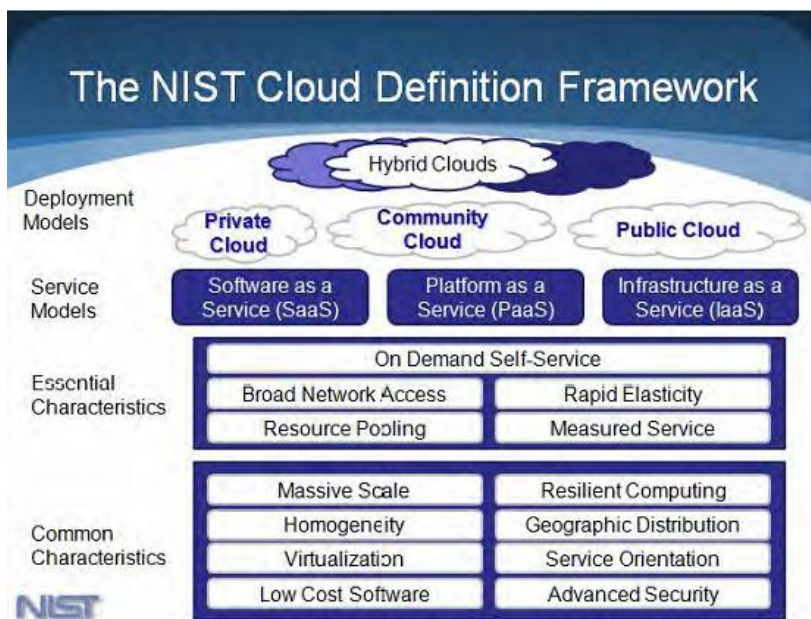 The NIST Cloud Definition Framework
Hybrid Clouds
Deployment
Models
Private
Cloud
Community
Cloud
Public Cloud
Service
Models
Software as a
Service (SaaS)
Platform as a
Service (PaaS)
Infrastructure as a
Service (IaaS)
Essential
Characteristics
On Demand Self-Service
Broad Network Access
Rapid Elasticity
Resource Pooling
Measured Service
Common
Characteristics
Massive Scale
Resilient Computing
Homogeneity
Geographic Distribution
Virtualization
Service Orientation
Low Cost Software
Advanced Security
NIST